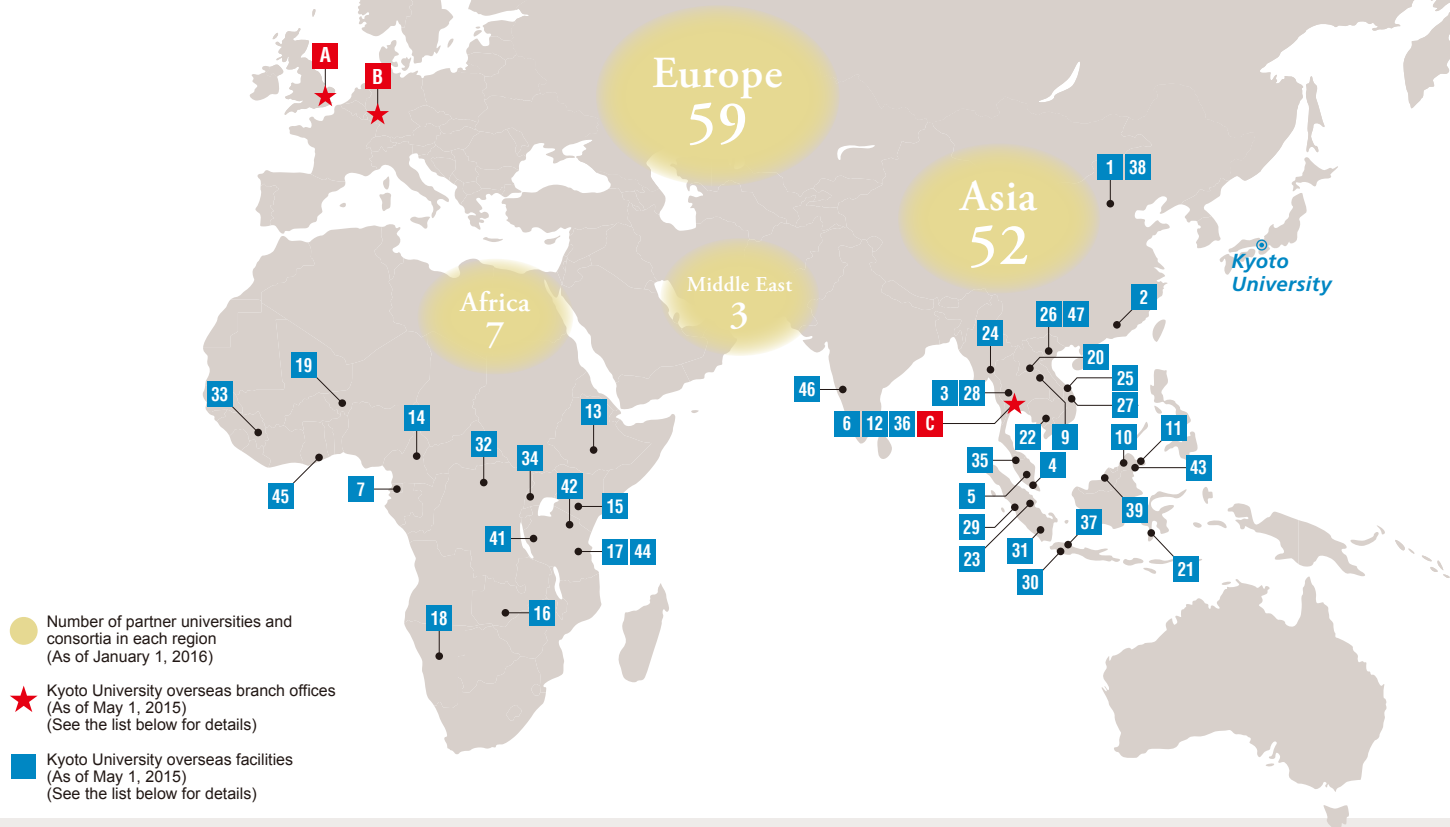 A
B
Europe
59
1 38
Asia
52
Kyoto
University
Middle East
3
Africa
7
2
26 47
24
20
19
25
46
3 28
33
27
13
14
6 12 36 C
22
9
11
10
32
34
35
4
43
42
45
7
5
15
39
29
37
41
17 44
31
23
21
30
18
16
Number of partner universities and
consortia in each region
(As of January 1, 2016)
Kyoto University overseas branch offices
(As of May 1, 2015)
(See the list below for details)
Kyoto University overseas facilities
(As of May 1, 2015)
(See the list below for details)